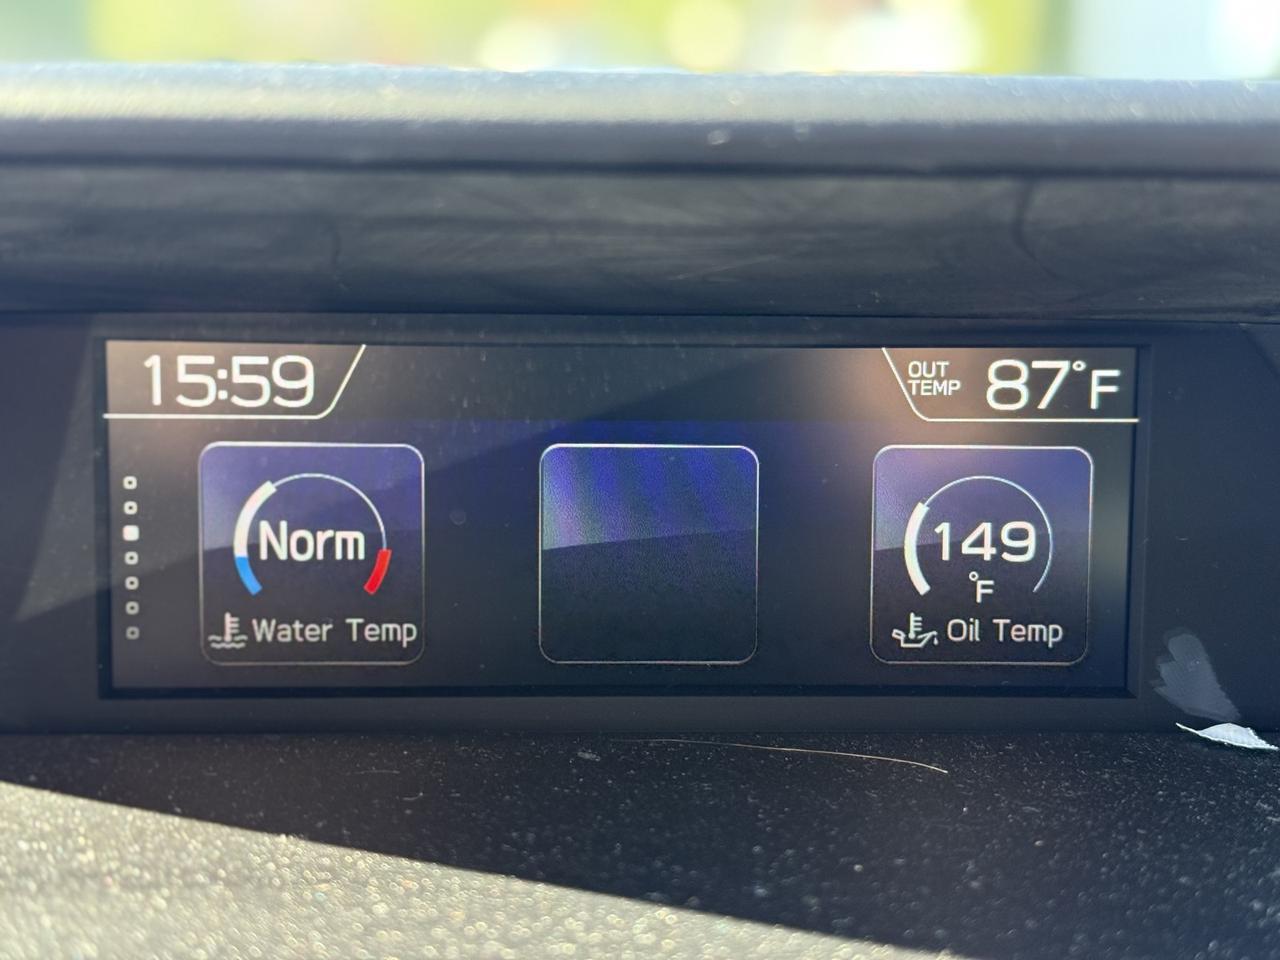 15:59
OUT
TEMP
87°F
Norm
Water Temp
149
°F
Oil Temp